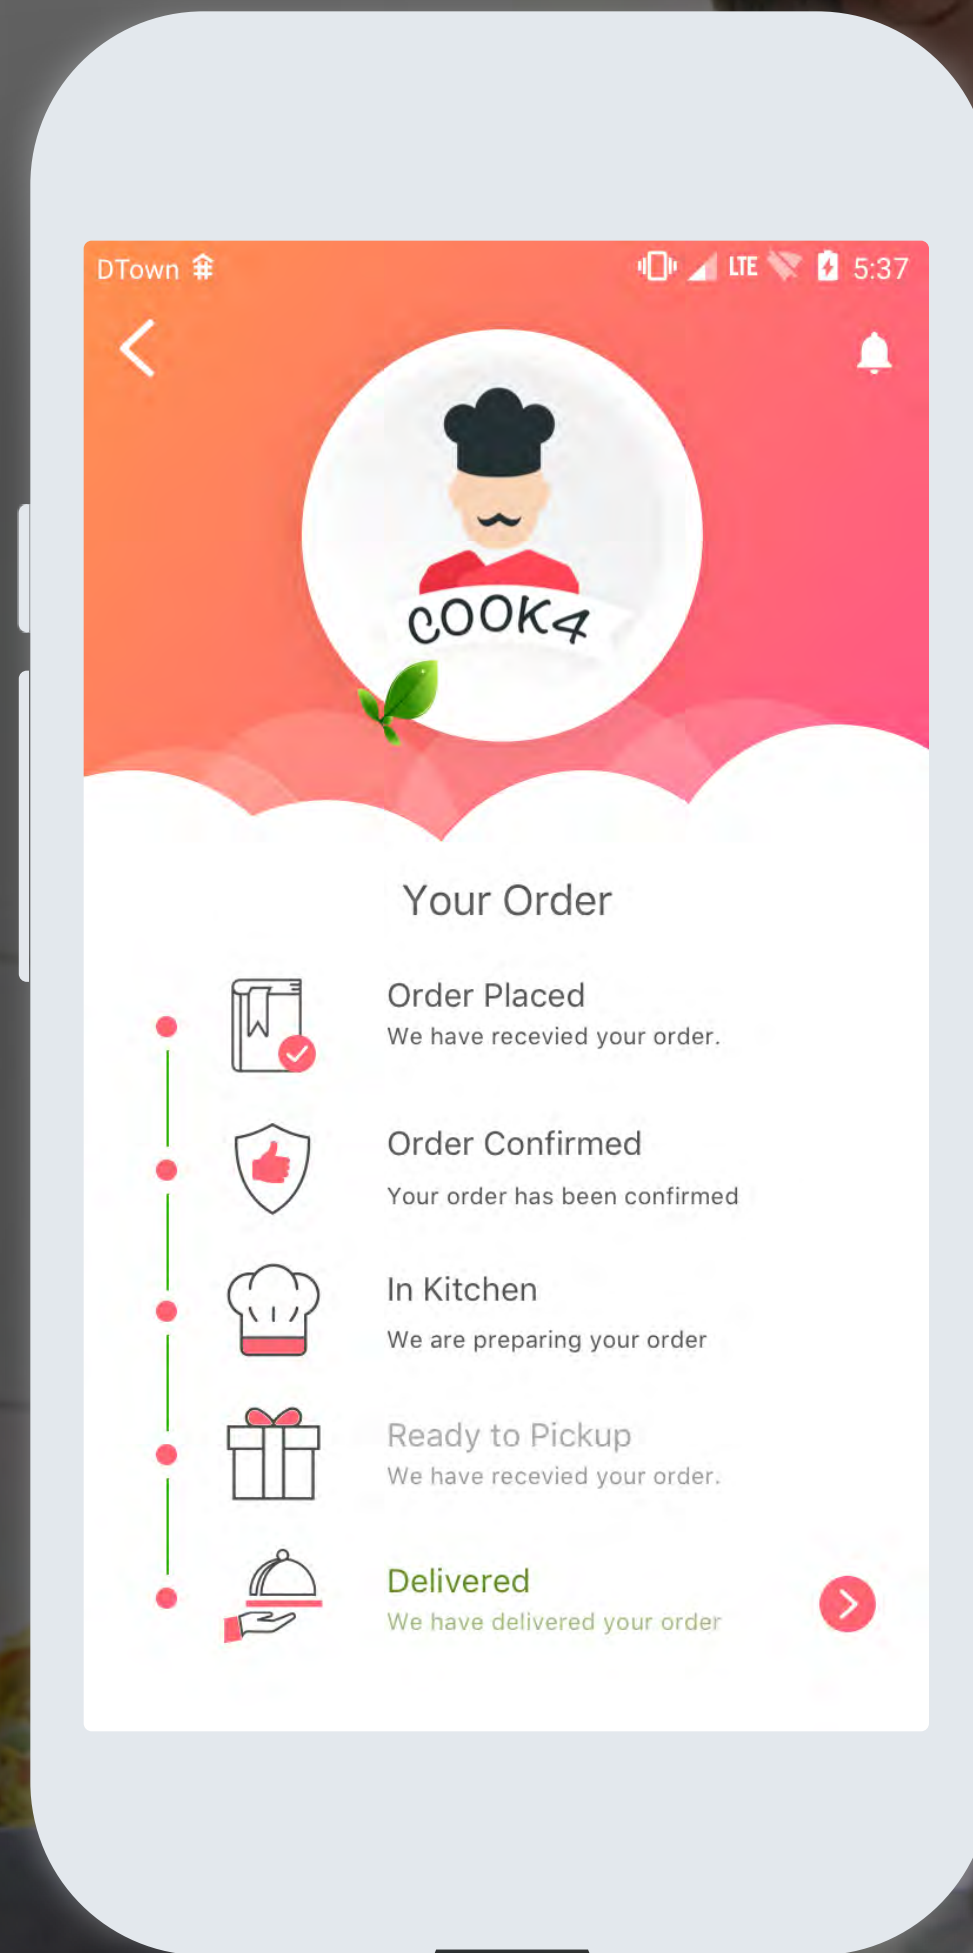 DTown LTE 5:37
COOK4
Your Order
Order Placed
We have recevied your order.
Order Confirmed
Your order has been confirmed
In Kitchen
We are preparing your order
Ready to Pickup
We have recevied your order.
Delivered
We have delivered your order